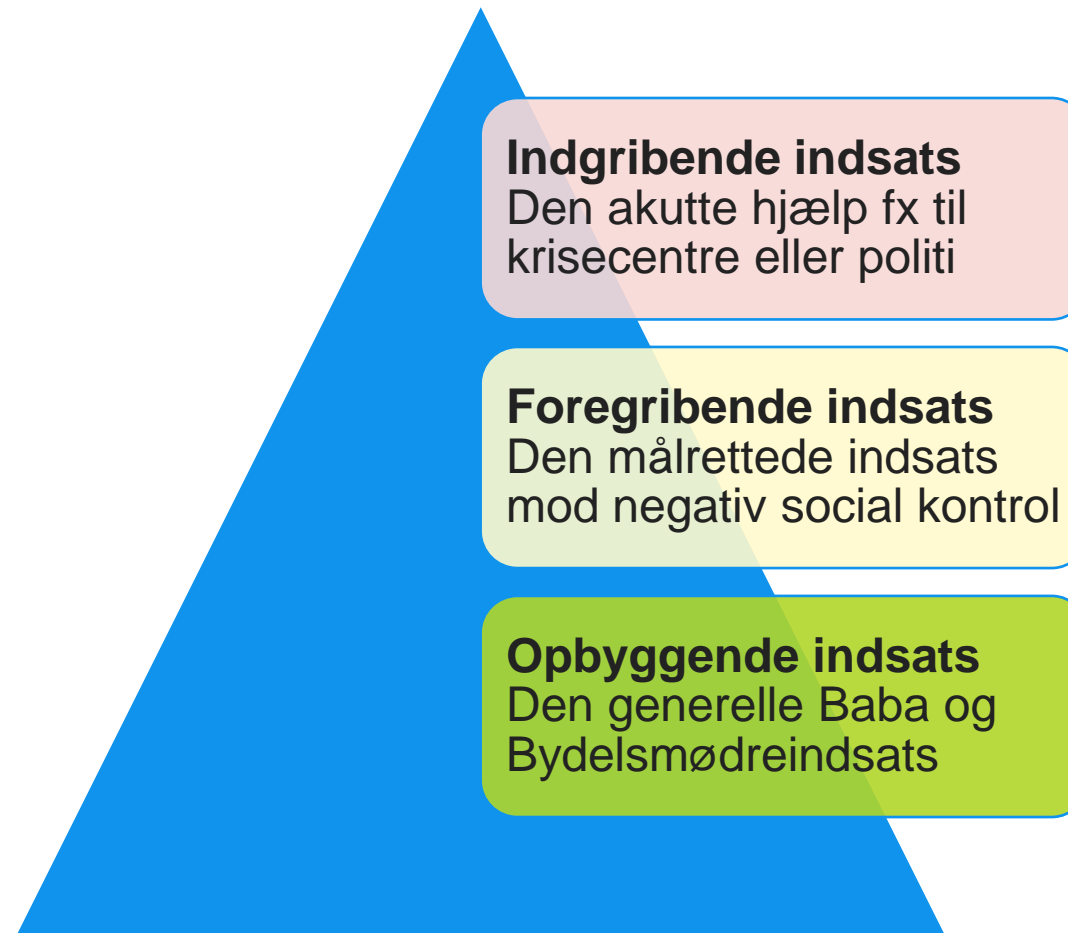 Indgribende indsats
Den akutte hjælp fx til
krisecentre eller politi
Foregribende indsats
Den målrettede indsats
mod negativ social kontrol
Opbyggende indsats
Den generelle Baba og
Bydelsmødreindsats